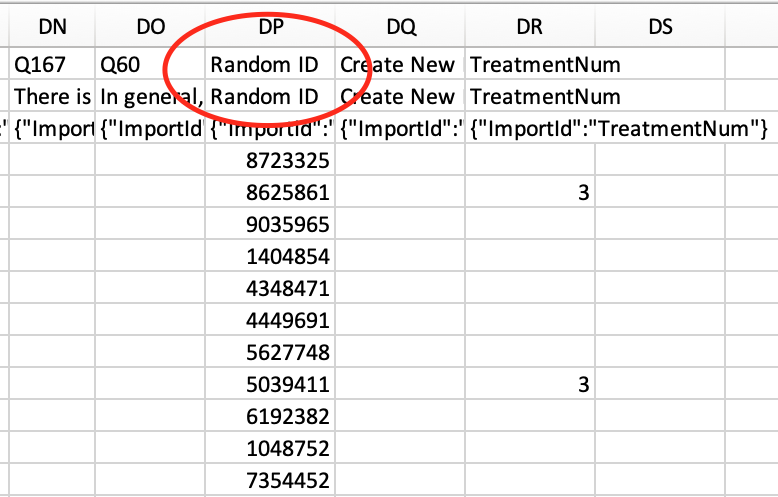 DN DO DP DQ DR DS
Q167 Q60 Random ID Create New TreatmentNum
There is In general, Random ID Create New TreatmentNum
:" {"Import {"ImportId {"ImportId":" {"ImportId":" {"ImportId":"TreatmentNum"}
8723325
8625861 3
9035965
1404854
4348471
4449691
5627748
5039411 3
6192382
1048752
7354452